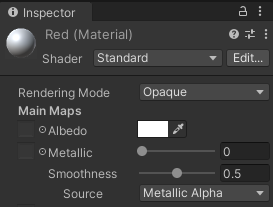 Inspector
Red (Material)
Shader Standard Edit...
Rendering Mode Opaque
Main Maps
Albedo
Metallic 0
Smoothness 0.5
Source Metallic Alpha